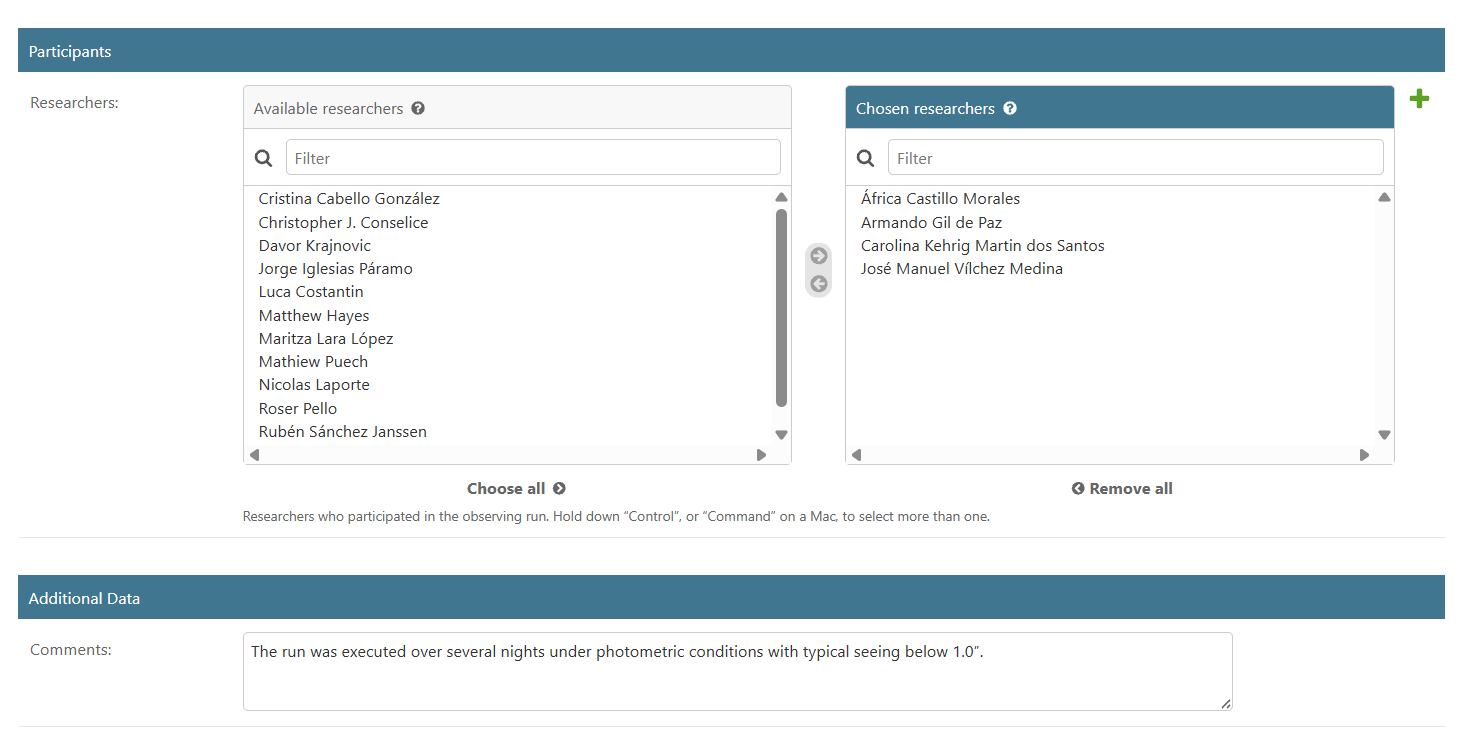 Participants
Researchers:
Available researchers
Filter
Cristina Cabello González
Christopher J. Conselice
Davor Krajnovic
Jorge Iglesias Páramo
Luca Costantin
Matthew Hayes
Maritza Lara López
Mathiew Puech
Nicolas Laporte
Roser Pello
Rubén Sánchez Janssen
Choose all
Chosen researchers
Filter
África Castillo Morales
Armando Gil de Paz
Carolina Kehrig Martin dos Santos
José Manuel Vílchez Medina
Remove all
Researchers who participated in the observing run. Hold down “Control”, or “Command” on a Mac, to select more than one.
Additional Data
Comments:
The run was executed over several nights under photometric conditions with typical seeing below 1.0″.